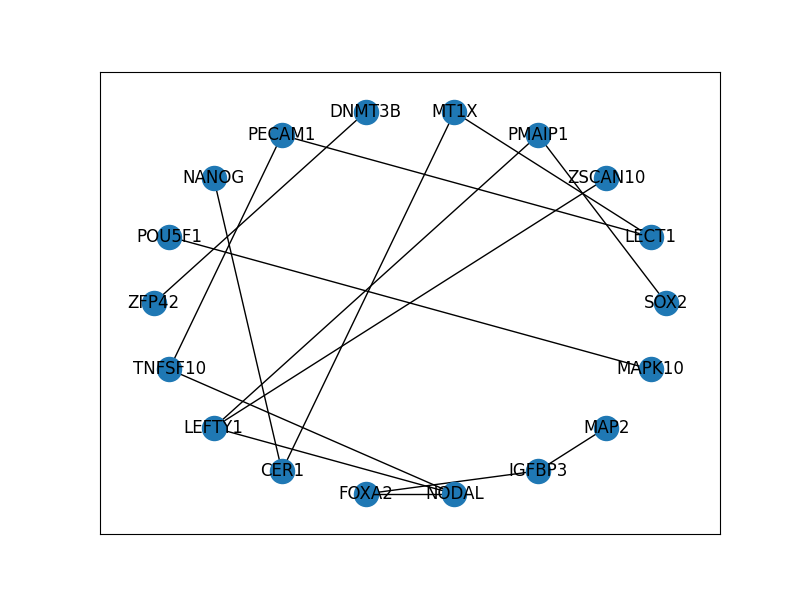 DNMT3B
MT1X
PECAM1
PMAIP1
NANOG
ZSCAN10
POU5F1
LECT1
ZFP42
SOX2
TNFSF10
MAPK10
LEFTY1
MAP2
CER1
IGFBP3
FOXA2
NODAL